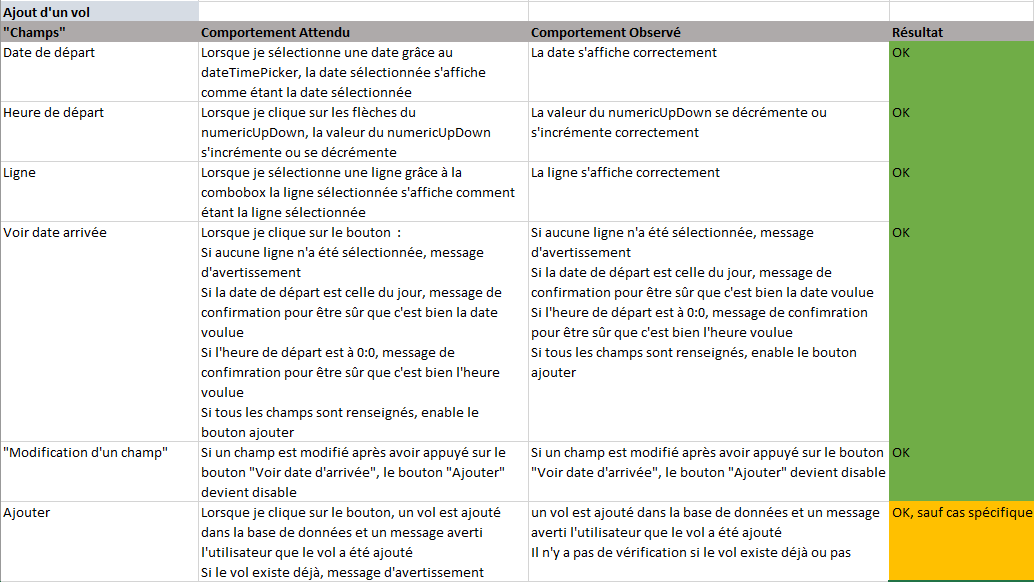 Ajout d'un vol
"Champs" Comportement Attendu Comportement Observé Résultat
Date de départ
Lorsque je sélectionne une date grâce au
dateTimePicker, la date sélectionnée s'affiche
comme étant la date sélectionnée
La date s'affiche correctement
OK
Heure de départ
Lorsque je clique sur les flèches du
numericUpDown, la valeur du numericUpDown
s'incrémente ou se décrémente
La valeur du numericUpDown se décrémente ou
s'incrémente correctement
OK
Ligne
Lorsque je sélectionne une ligne grâce à la
combobox la ligne sélectionnée s'affiche comment
étant la ligne sélectionnée
La ligne s'affiche correctement
OK
Voir date arrivée
Lorsque je clique sur le bouton :
Si aucune ligne n'a été sélectionnée, message
d'avertissement
Si la date de départ est celle du jour, message de
confirmation pour être sûr que c'est bien la date
voulue
Si l'heure de départ est à 0:0, message de
confimration pour être sûr que c'est bien l'heure
voulue
Si tous les champs sont renseignés, enable le
bouton ajouter
Si aucune ligne n'a été sélectionnée, message
d'avertissement
Si la date de départ est celle du jour, message de
confirmation pour être sûr que c'est bien la date voulue
Si l'heure de départ est à 0:0, message de confimration
pour être sûr que c'est bien l'heure voulue
Si tous les champs sont renseignés, enable le bouton
ajouter
OK
"Modification d'un champ"
Si un champ est modifié après avoir appuyé sur le
bouton "Voir date d'arrivée", le bouton "Ajouter"
devient disable
Si un champ est modifié après avoir appuyé sur le bouton
"Voir date d'arrivée", le bouton "Ajouter" devient disable
OK
Ajouter
Lorsque je clique sur le bouton, un vol est ajouté
dans la base de données et un message averti
l'utilisateur que le vol a été ajouté
Si le vol existe déjà, message d'avertissement
un vol est ajouté dans la base de données et un message
averti l'utilisateur que le vol a été ajouté
Il n'y a pas de vérification si le vol existe déjà ou pas
OK, sauf cas spécifique